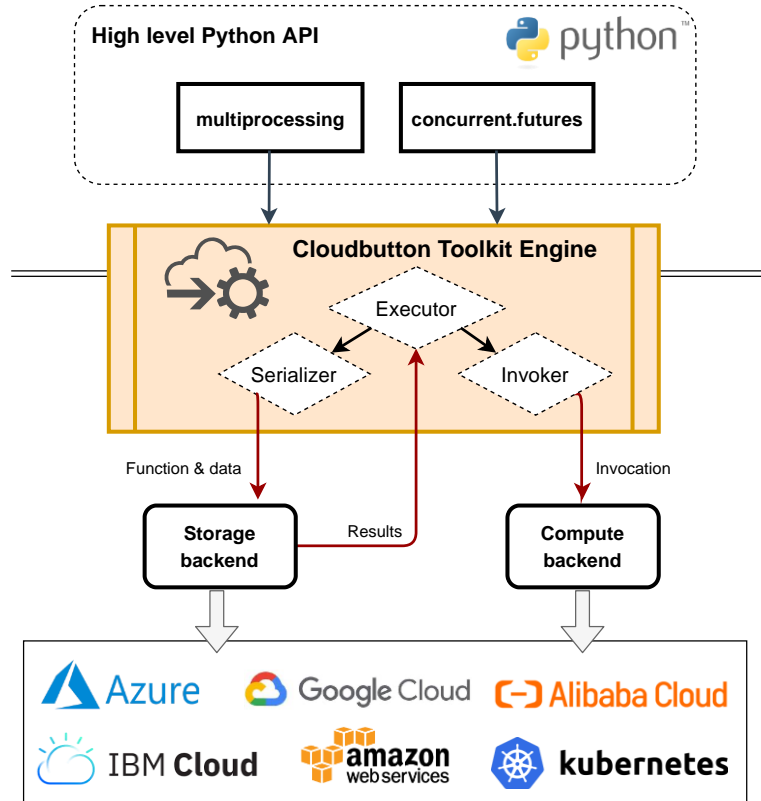 High level Python API
python™
multiprocessing
concurrent.futures
Cloudbutton Toolkit Engine
Executor
Serializer
Invoker
Function & data
Invocation
Storage
backend
Results
Compute
backend
Azure
Google Cloud
Alibaba Cloud
IBM Cloud
amazon
web services
kubernetes